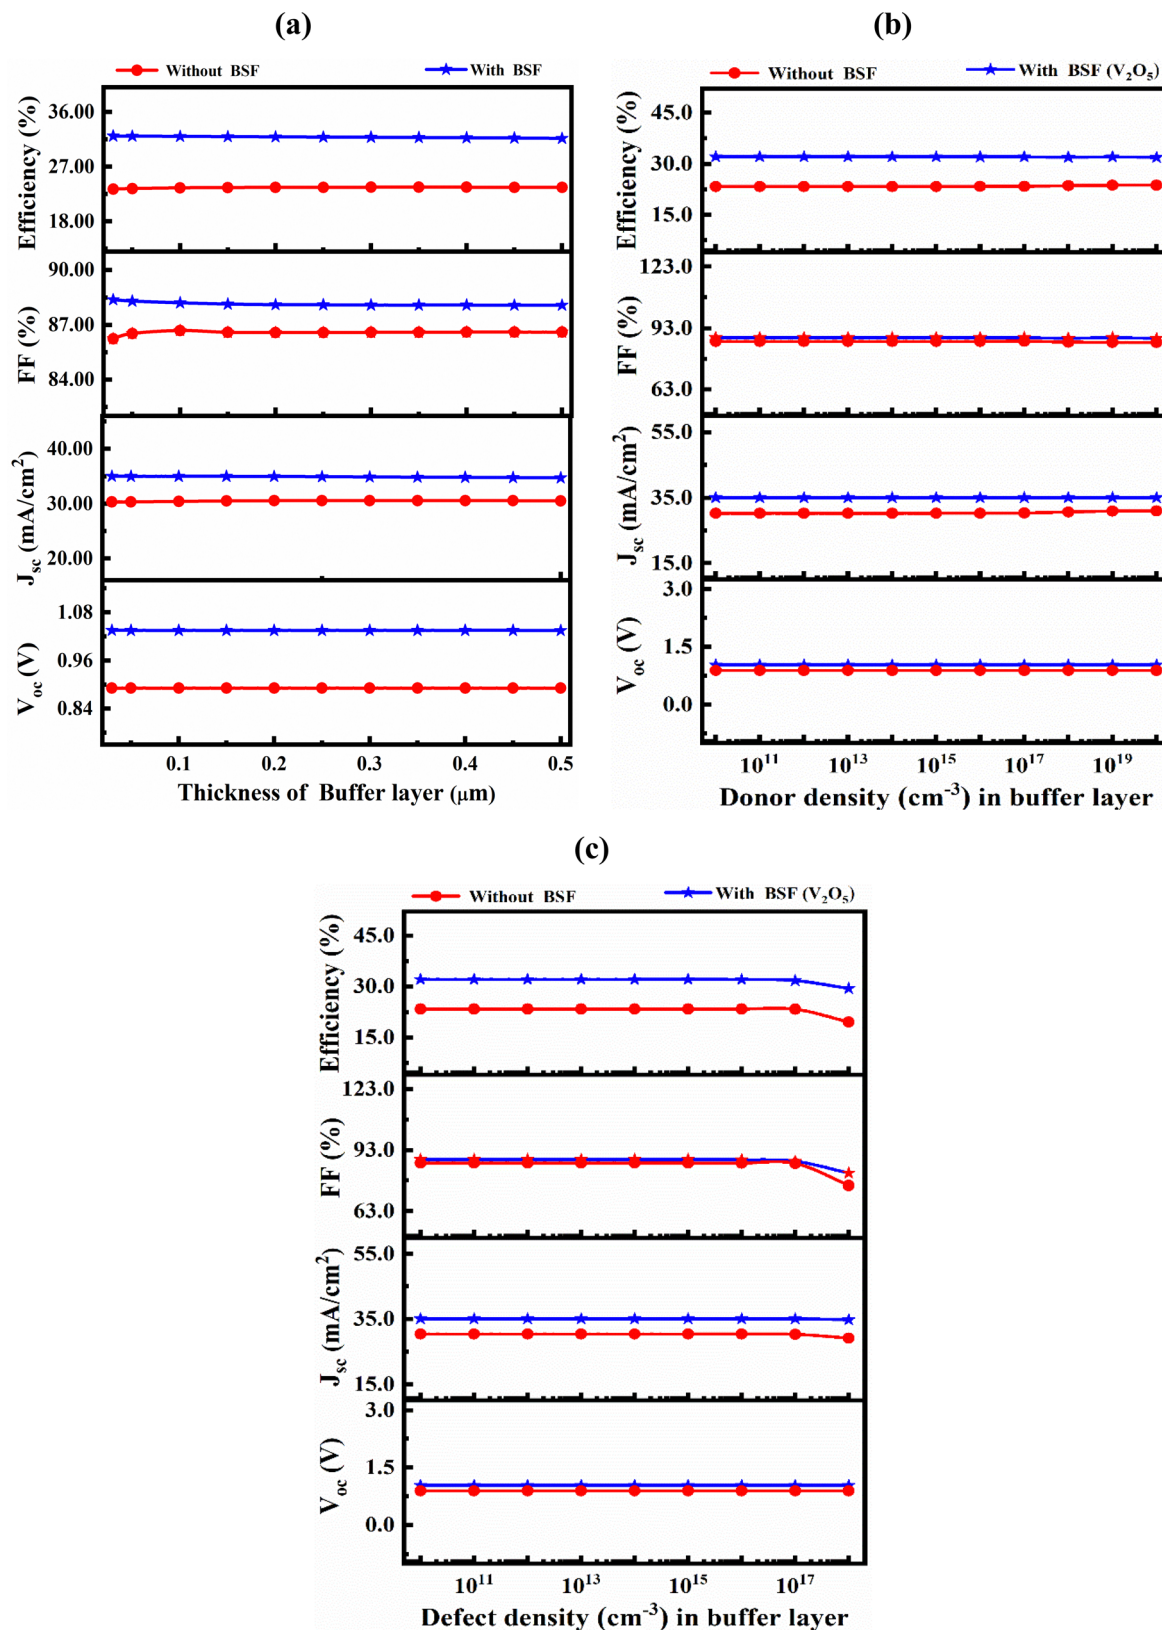 (a)
Without BSF
With BSF
Efficiency (%)
36.00
27.00
18.00
FF (%)
90.00
87.00
84.00
J_sc (mA/cm²)
40.00
30.00
20.00
V_oc (V)
1.08
0.96
0.84
0.1 0.2 0.3 0.4 0.5
Thickness of Buffer layer (μm)
(b)
Without BSF
With BSF (V₂O₅)
Efficiency (%)
45.0
30.0
15.0
FF (%)
123.0
93.0
63.0
J_sc (mA/cm²)
55.0
35.0
15.0
V_oc (V)
3.0
1.5
0.0
10¹¹ 10¹³ 10¹⁵ 10¹⁷ 10¹⁹
Donor density (cm⁻³) in buffer layer
(c)
Without BSF
With BSF (V₂O₅)
Efficiency (%)
45.0
30.0
15.0
FF (%)
123.0
93.0
63.0
J_sc (mA/cm²)
55.0
35.0
15.0
V_oc (V)
3.0
1.5
0.0
10¹¹ 10¹³ 10¹⁵ 10¹⁷
Defect density (cm⁻³) in buffer layer